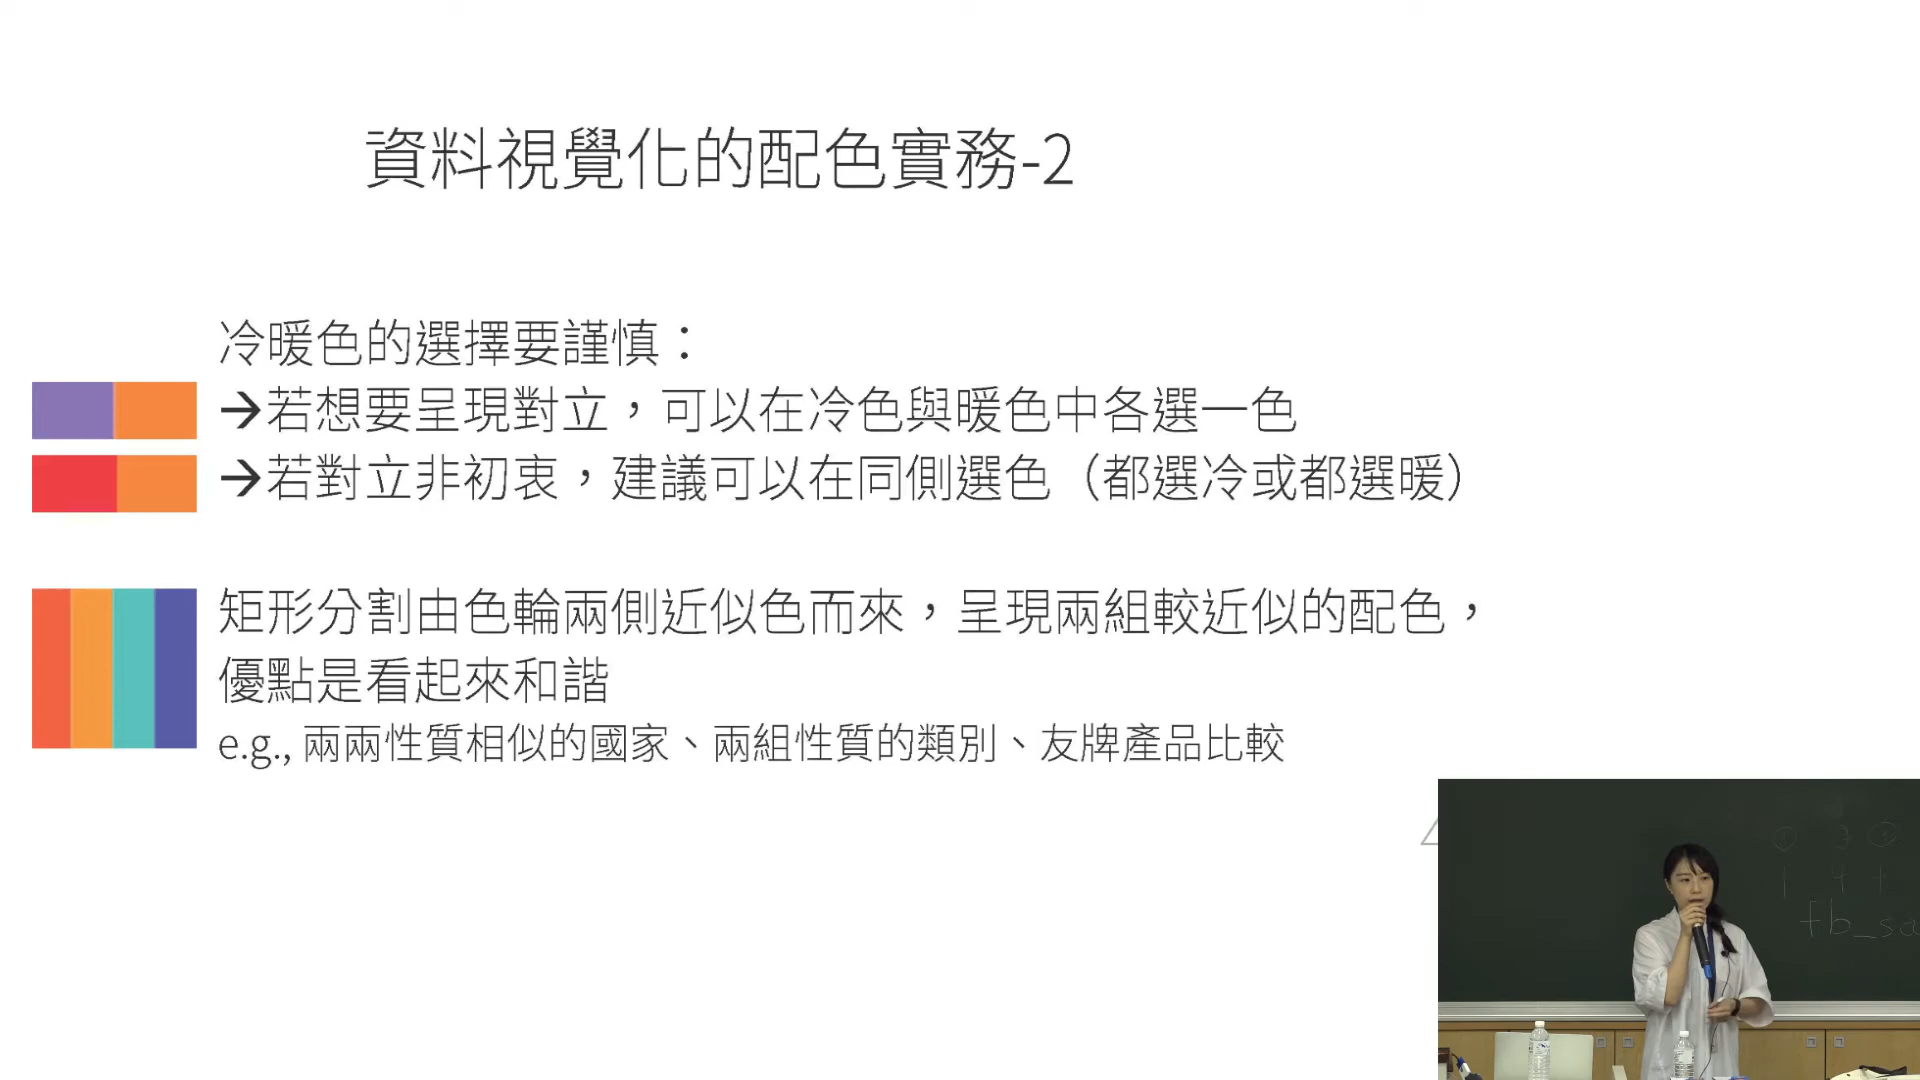 資料視覺化的配色實務-2
冷暖色的選擇要謹慎：
→若想要呈現對立，可以在冷色與暖色中各選一色
→若對立非初衷，建議可以在同側選色（都選冷或都選暖）
矩形分割由色輪兩側近似色而來，呈現兩組較近似的配色，
優點是看起來和諧
e.g., 兩兩性質相似的國家、兩組性質的類別、友牌產品比較
fb_sa